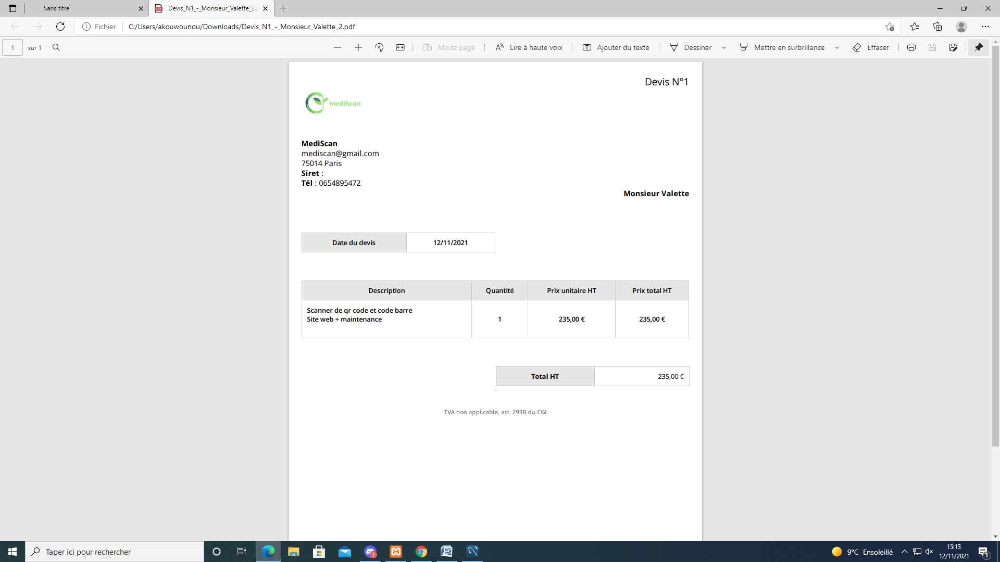 Sans titre
Devis_N1_-_Monsieur_Valette_2.p
Fichier
C:/Users/akouwounou/Downloads/Devis_N1_-_Monsieur_Valette_2.pdf
1 sur 1
Mode page
Lire à haute voix
Ajouter du texte
Dessiner
Mettre en surbrillance
Effacer
Devis N°1
MediScan
MediScan
mediscan@gmail.com
75014 Paris
Siret :
Tél : 0654895472
Monsieur Valette
Date du devis 12/11/2021
Description Quantité Prix unitaire HT Prix total HT
Scanner de qr code et code barre
Site web + maintenance
1 235,00 € 235,00 €
Total HT 235,00 €
TVA non applicable, art. 293B du CGI
Taper ici pour rechercher
1
9°C Ensoleillé
15:13
12/11/2021
1